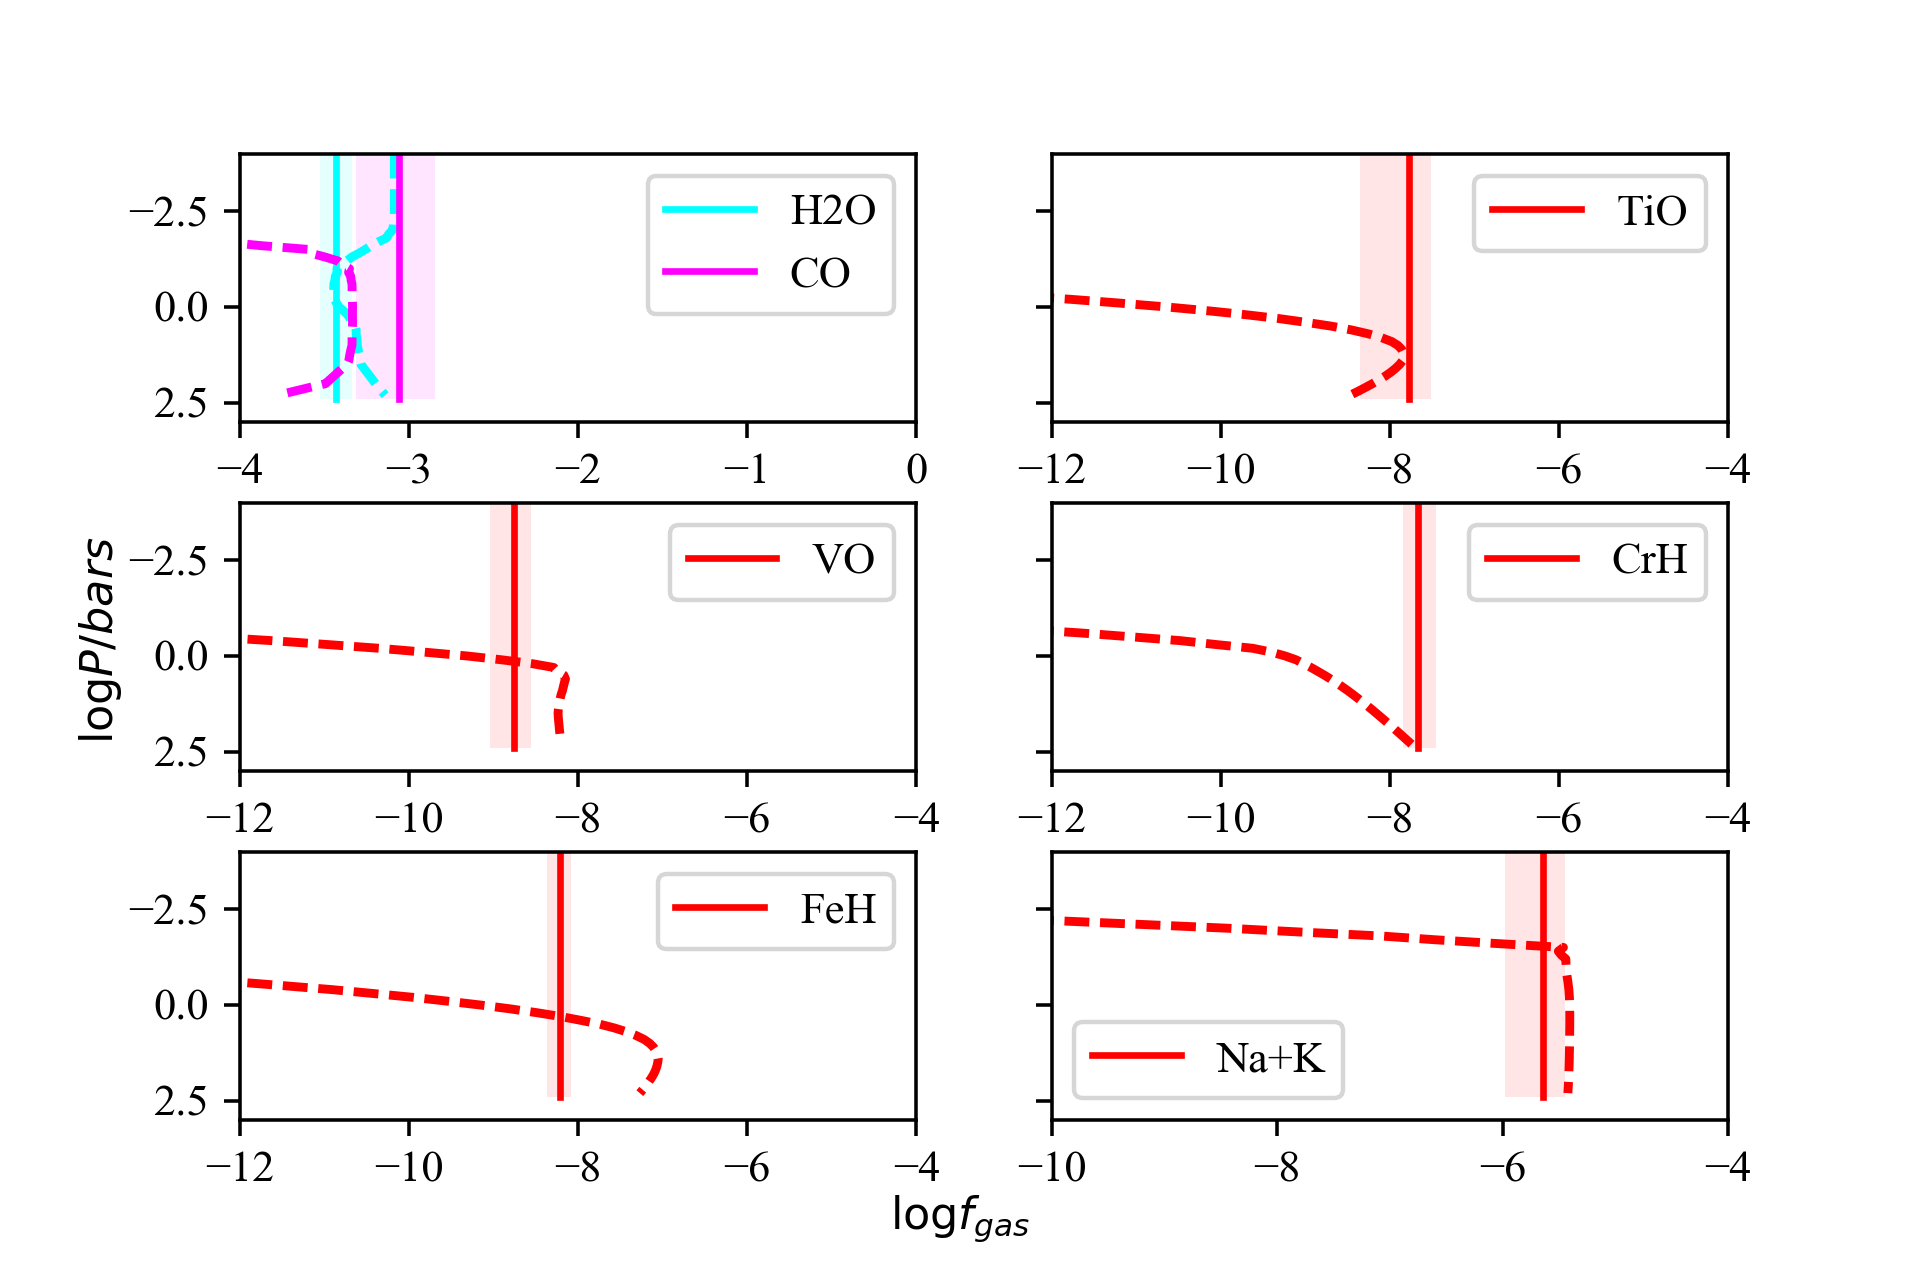 H2O
CO
−2.5
0.0
2.5
−4 −3 −2 −1 0
TiO
−12 −10 −8 −6 −4
VO
−2.5
0.0
2.5
−12 −10 −8 −6 −4
CrH
−12 −10 −8 −6 −4
logP/bars
FeH
−2.5
0.0
2.5
−12 −10 −8 −6 −4
Na+K
−10 −8 −6 −4
logf_gas